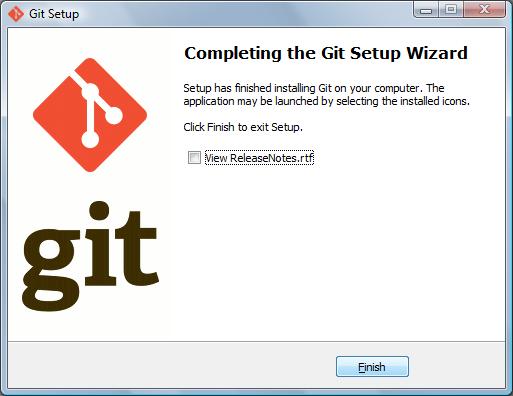 Git Setup
Completing the Git Setup Wizard
Setup has finished installing Git on your computer. The
application may be launched by selecting the installed icons.
Click Finish to exit Setup.
View ReleaseNotes.rtf
git
Finish